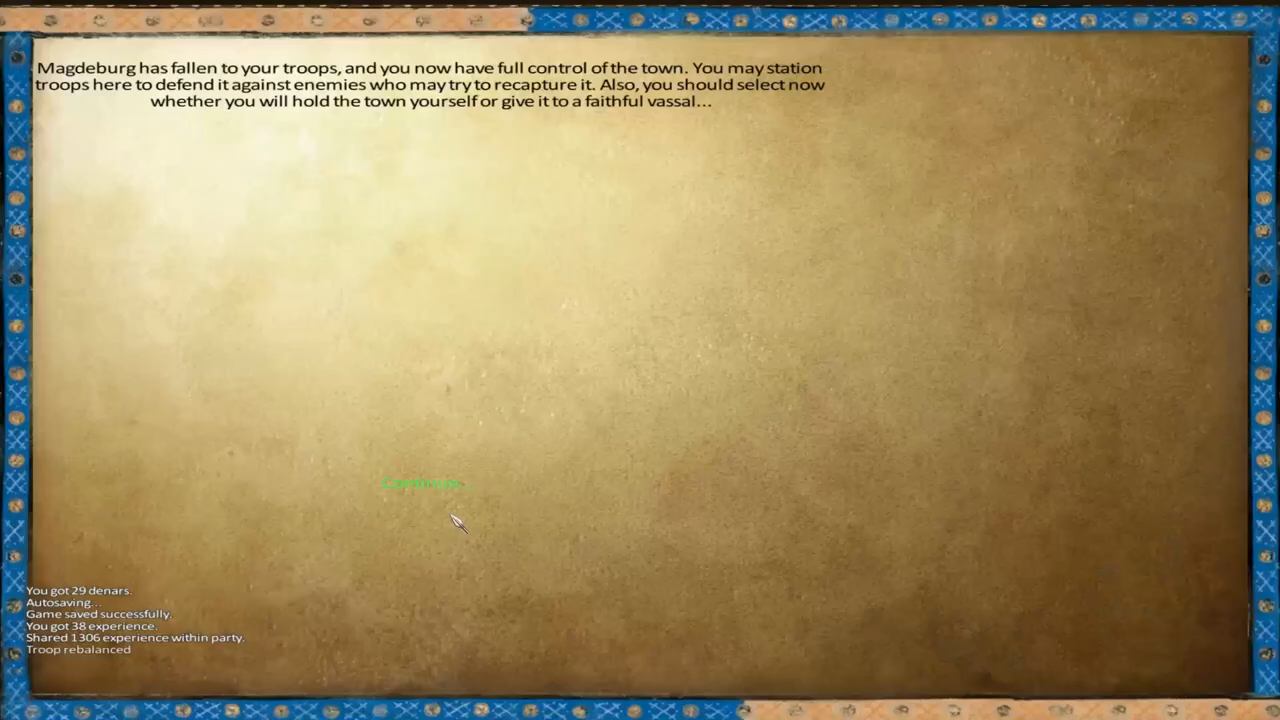 Magdeburg has fallen to your troops, and you now have full control of the town. You may station
troops here to defend it against enemies who may try to recapture it. Also, you should select now
whether you will hold the town yourself or give it to a faithful vassal...
Continue...
You got 29 denars.
Autosaving...
Game saved successfully.
You got 38 experience.
Shared 1306 experience within party.
Troop rebalanced